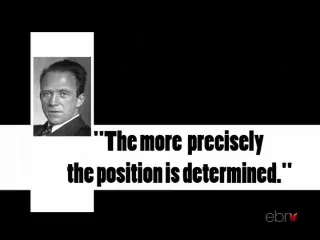 "The more precisely
the position is determined."
ebr